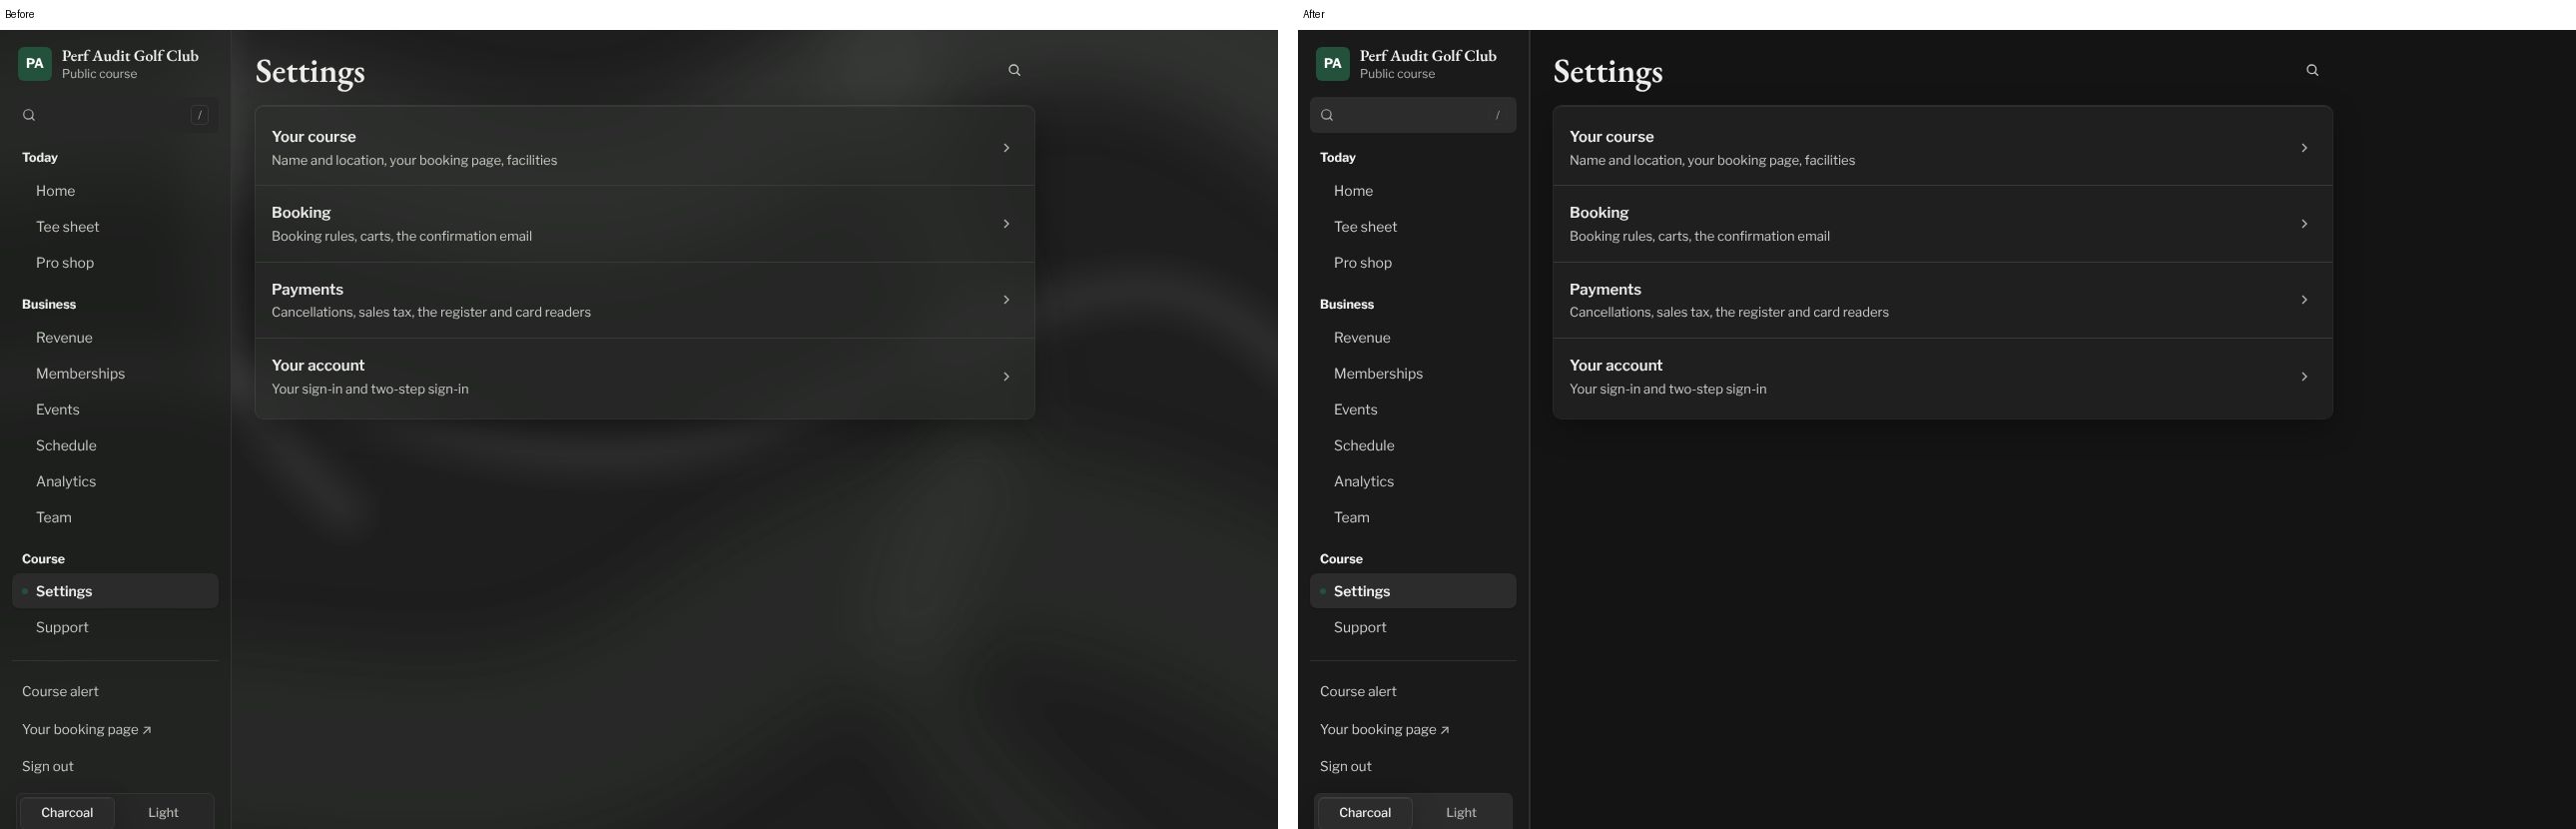 Before
PA
Perf Audit Golf Club
Public course
/
Today
Home
Tee sheet
Pro shop
Business
Revenue
Memberships
Events
Schedule
Analytics
Team
Course
Settings
Support
Course alert
Your booking page ↗
Sign out
Charcoal
Light
Settings
Your course
Name and location, your booking page, facilities
Booking
Booking rules, carts, the confirmation email
Payments
Cancellations, sales tax, the register and card readers
Your account
Your sign-in and two-step sign-in
After
PA
Perf Audit Golf Club
Public course
/
Today
Home
Tee sheet
Pro shop
Business
Revenue
Memberships
Events
Schedule
Analytics
Team
Course
Settings
Support
Course alert
Your booking page ↗
Sign out
Charcoal
Light
Settings
Your course
Name and location, your booking page, facilities
Booking
Booking rules, carts, the confirmation email
Payments
Cancellations, sales tax, the register and card readers
Your account
Your sign-in and two-step sign-in